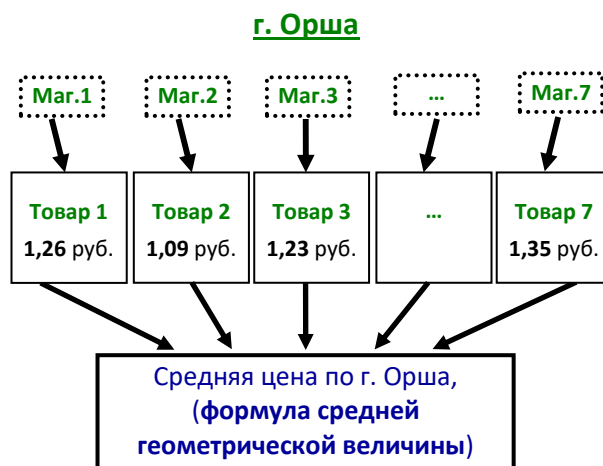 г. Орша
Маг.1 Маг.2 Маг.3 ... Маг.7
Товар 1 Товар 2 Товар 3 ... Товар 7
1,26 руб. 1,09 руб. 1,23 руб. 1,35 руб.
Средняя цена по г. Орша,
(формула средней
геометрической величины)